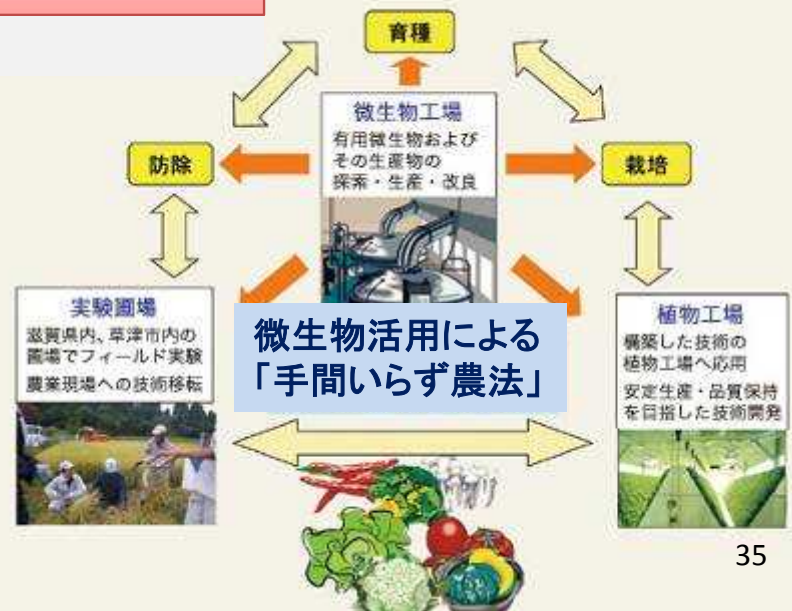 育種
微生物工場
有用微生物および
その生産物の
探索・生産・改良
防除
栽培
実験圃場
滋賀県内、草津市内の
圃場でフィールド実験
農業現場への技術移転
微生物活用による
「手間いらず農法」
植物工場
構築した技術の
植物工場へ応用
安定生産・品質保持
を目指した技術開発
35